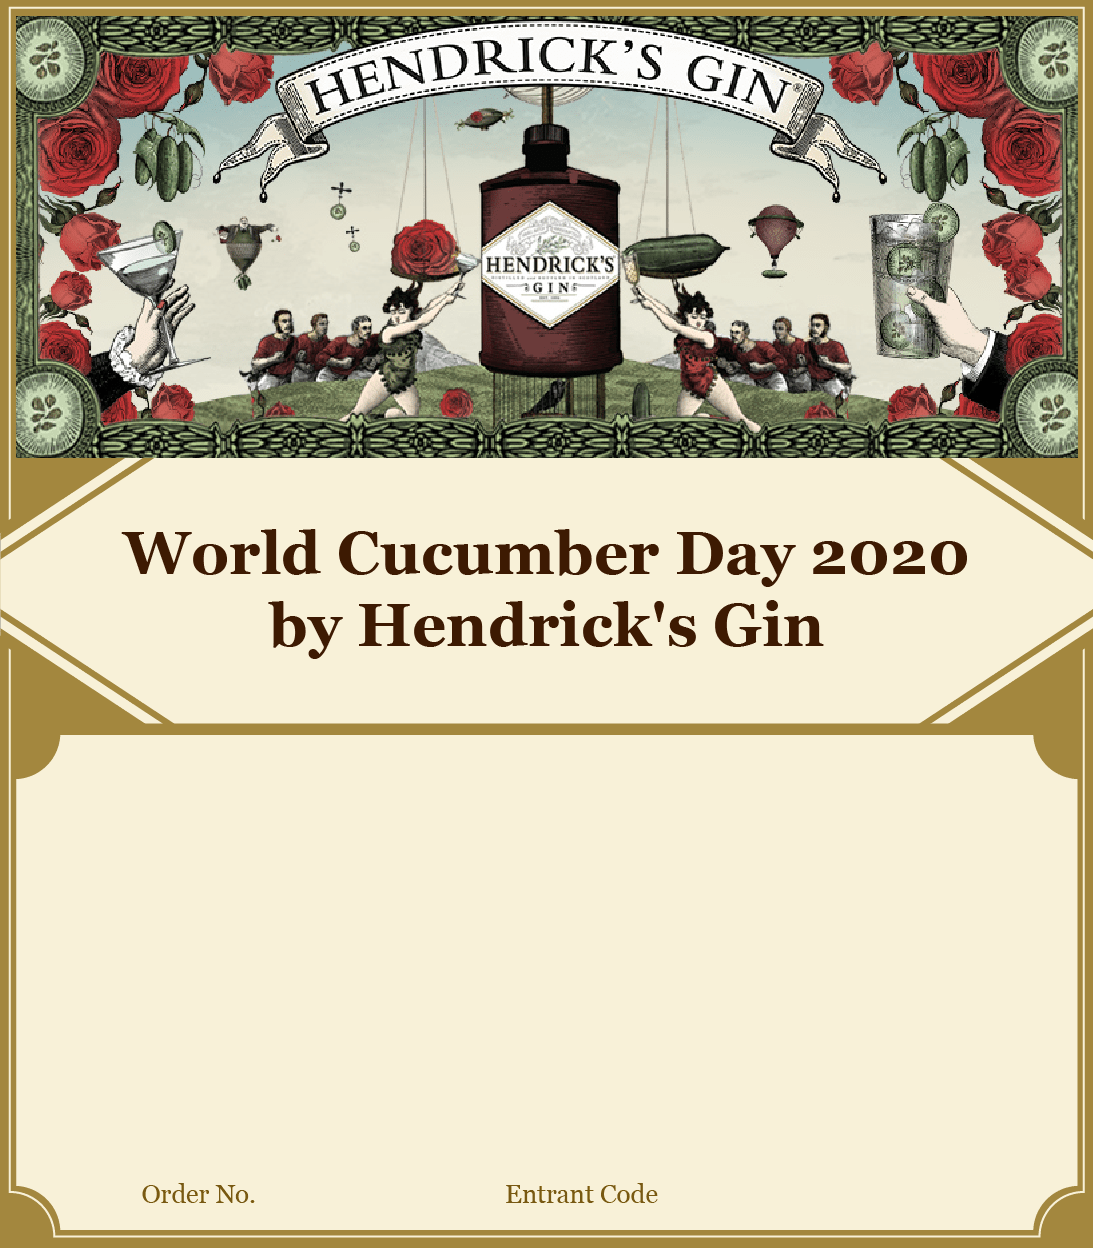 HENDRICK'S GIN
HENDRICK'S
GIN
World Cucumber Day 2020
by Hendrick's Gin
Order No.
Entrant Code